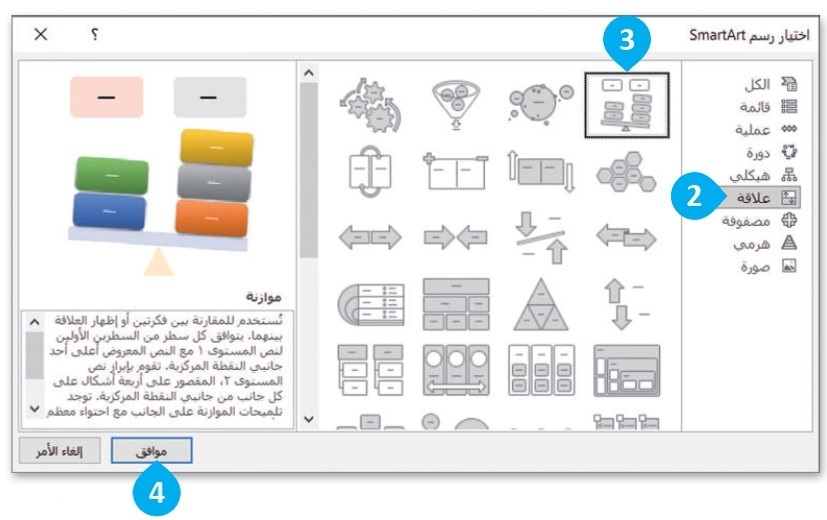 اختيار رسم SmartArt
؟
3
الكل
قائمة
عملية
دورة
هيكلي
علاقة
2
مصفوفة
هرمي
صورة
موازنة
تُستخدم للمقارنة بين فكرتين أو إظهار العلاقة
بينهما. يتوافق كل سطر من السطرين الأولين
لنص المستوى ١ مع النص المعروض أعلى أحد
جانبي النقطة المركزية. تقوم بإبراز نص
المستوى ٢، المقصور على أربعة أشكال على
كل جانب من جانبي النقطة المركزية. توجد
تلميحات الموازنة على الجانب مع احتواء معظم
موافق
إلغاء الأمر
4